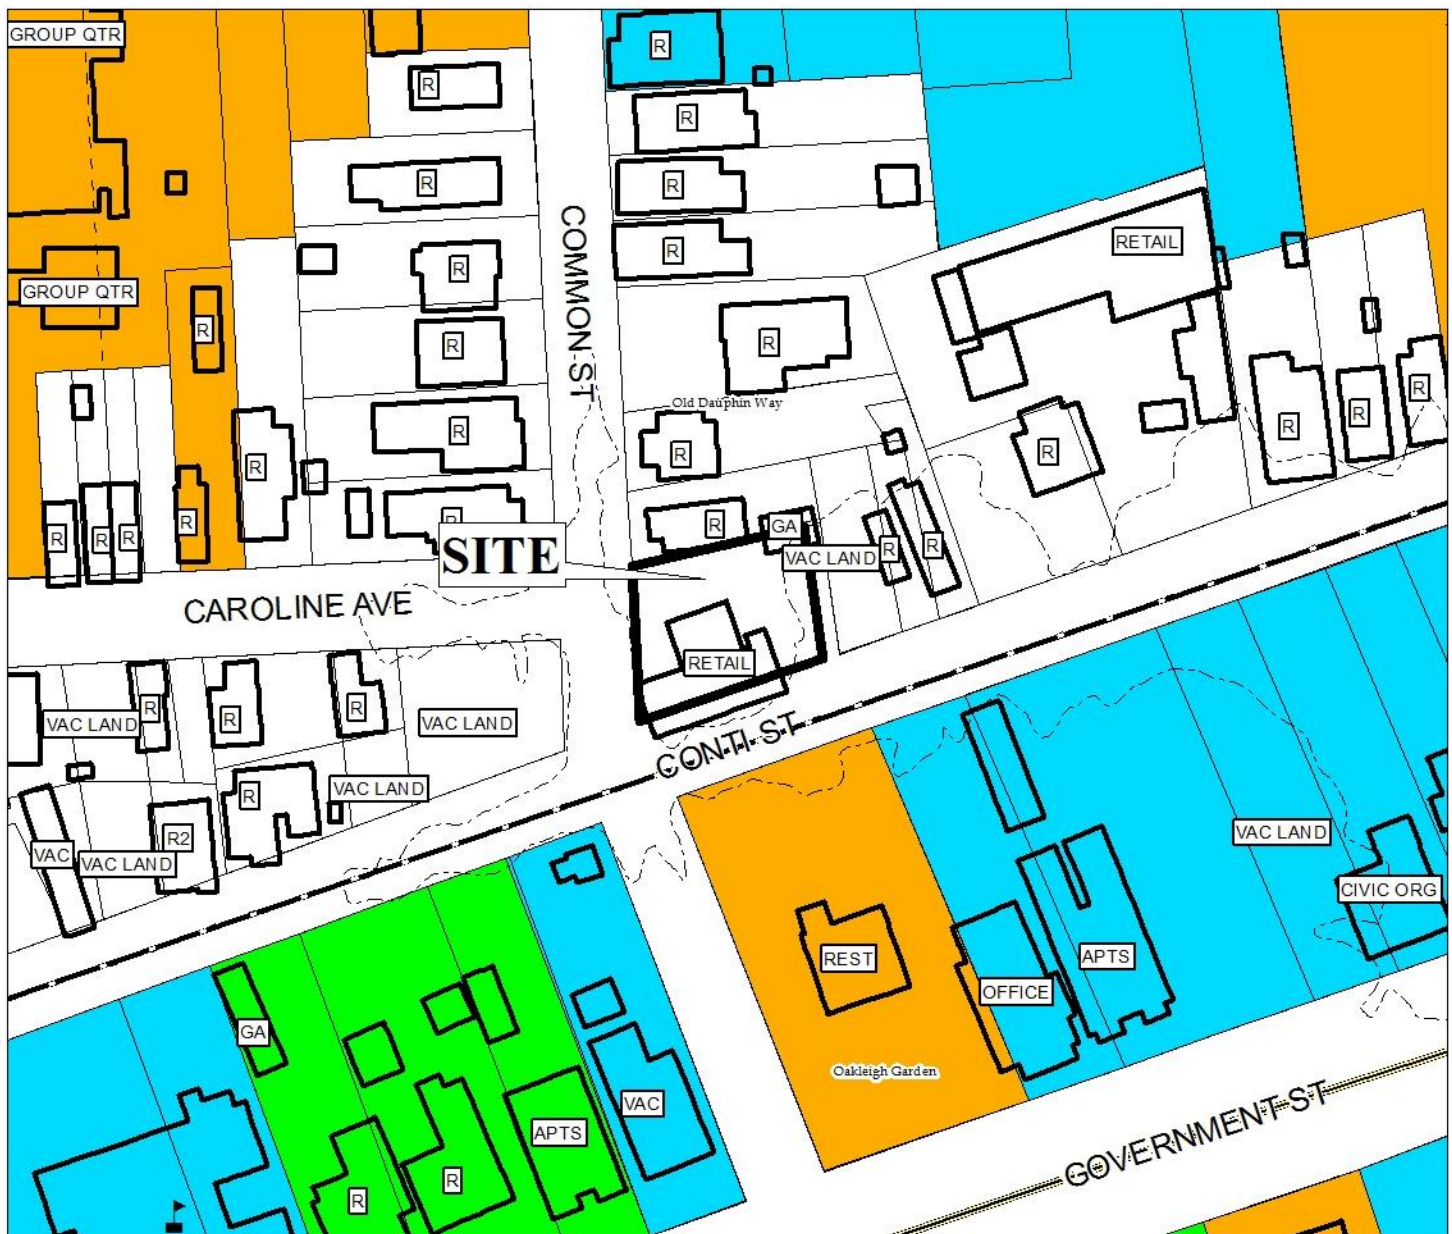 GROUP QTR
R
R
R
R
R
R
RETAIL
COMMON ST
R
R
GROUP QTR
R
R
R
Old Dauphin Way
R
R
R
R
R
R
R
R
R
R
GA
R
R
R
R
R
VAC LAND
R
R
SITE
CAROLINE AVE
RETAIL
R
R
R
VAC LAND
VAC LAND
CONTI ST
VAC LAND
R
R2
VAC
VAC LAND
VAC LAND
CIVIC ORG
REST
APTS
OFFICE
GA
Oakleigh Garden
VAC
APTS
GOVERNMENT ST
R
R